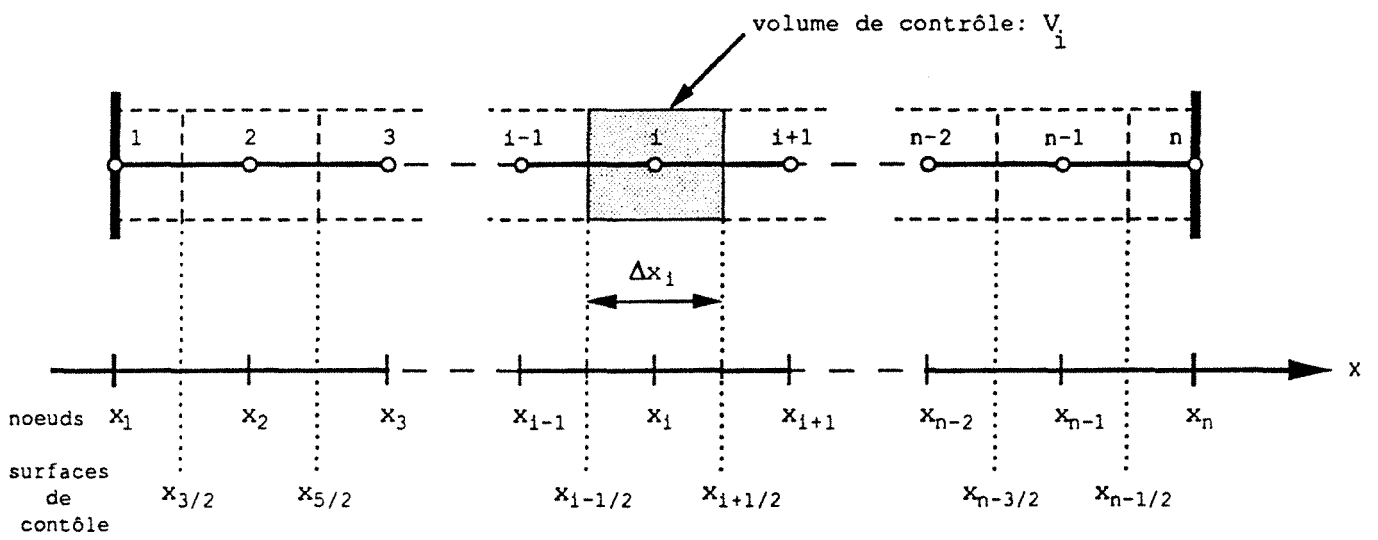 volume de contrôle: V_i
1 2 3 i-1 i i+1 n-2 n-1 n
Δx_i
x
noeuds x_1 x_2 x_3 x_{i-1} x_i x_{i+1} x_{n-2} x_{n-1} x_n
surfaces
de
contôle
x_{3/2} x_{5/2} x_{i-1/2} x_{i+1/2} x_{n-3/2} x_{n-1/2}